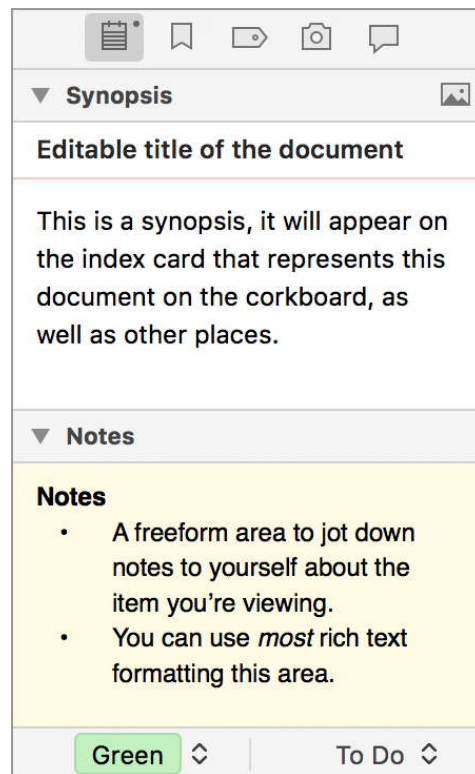 Synopsis
Editable title of the document
This is a synopsis, it will appear on
the index card that represents this
document on the corkboard, as
well as other places.
Notes
Notes
• A freeform area to jot down
notes to yourself about the
item you’re viewing.
• You can use most rich text
formatting this area.
Green To Do